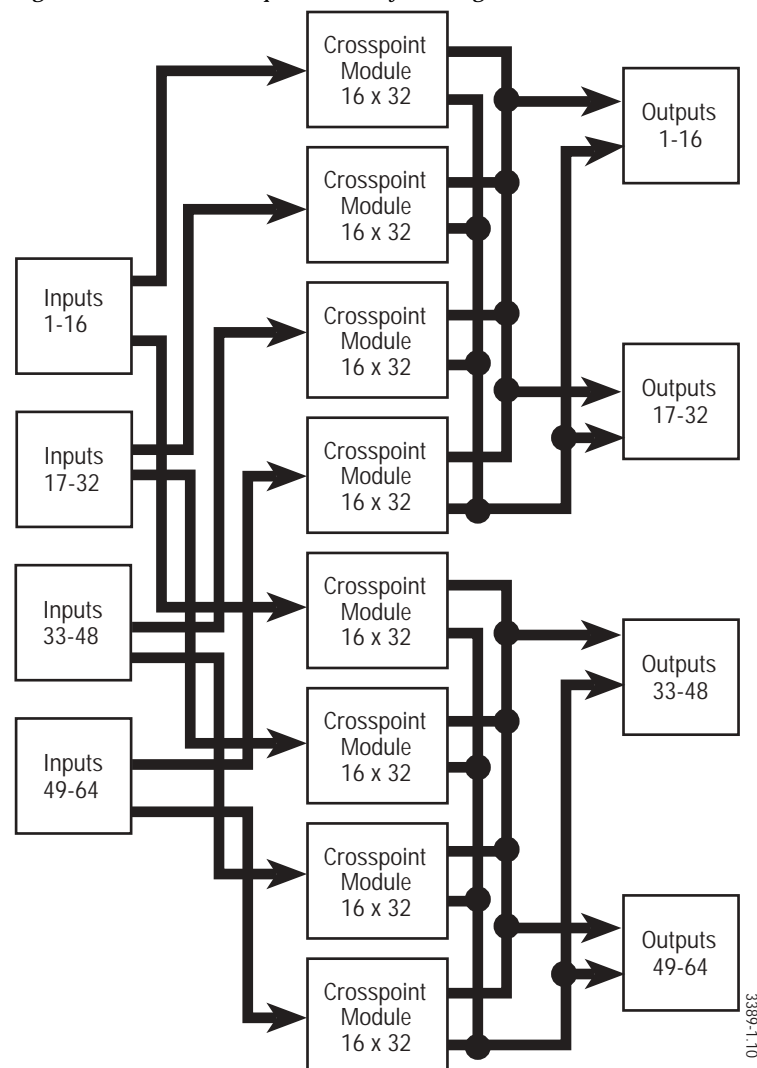 Crosspoint
Module
16 x 32
Crosspoint
Module
16 x 32
Crosspoint
Module
16 x 32
Crosspoint
Module
16 x 32
Crosspoint
Module
16 x 32
Crosspoint
Module
16 x 32
Crosspoint
Module
16 x 32
Crosspoint
Module
16 x 32
Inputs
1-16
Inputs
17-32
Inputs
33-48
Inputs
49-64
Outputs
1-16
Outputs
17-32
Outputs
33-48
Outputs
49-64
3389-1.10